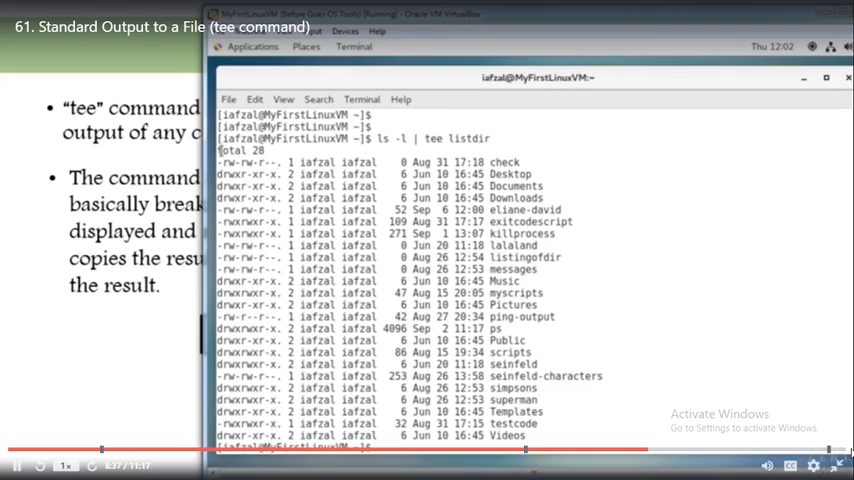 MyFirstLinuxVM (Before Gues OS Tools) [Running] - Oracle VM VirtualBox
61. Standard Output to a File (tee command)
Devices Help
Applications Places Terminal Thu 12:02
iafzal@MyFirstLinuxVM:~
File Edit View Search Terminal Help
• "tee" command
output of any c
• The command
basically break
displayed and
copies the resu
the result.
[iafzal@MyFirstLinuxVM ~]$
[iafzal@MyFirstLinuxVM ~]$
[iafzal@MyFirstLinuxVM ~]$ ls -l | tee listdir
total 28
-rw-rw-r--. 1 iafzal iafzal 0 Aug 31 17:18 check
drwxr-xr-x. 2 iafzal iafzal 6 Jun 10 16:45 Desktop
drwxr-xr-x. 2 iafzal iafzal 6 Jun 10 16:45 Documents
drwxr-xr-x. 2 iafzal iafzal 6 Jun 10 16:45 Downloads
-rw-rw-r--. 1 iafzal iafzal 52 Sep 6 12:00 eliane-david
-rwxrwxr-x. 1 iafzal iafzal 109 Aug 31 17:17 exitcodescript
-rwxrwxr-x. 1 iafzal iafzal 271 Sep 1 13:07 killprocess
-rw-rw-r--. 1 iafzal iafzal 0 Jun 20 11:18 lalaland
-rw-rw-r--. 1 iafzal iafzal 0 Aug 26 12:54 listingofdir
-rw-rw-r--. 1 iafzal iafzal 0 Aug 26 12:53 messages
drwxr-xr-x. 2 iafzal iafzal 6 Jun 10 16:45 Music
drwxrwxr-x. 2 iafzal iafzal 47 Aug 15 20:05 myscripts
drwxr-xr-x. 2 iafzal iafzal 6 Jun 10 16:45 Pictures
-rw-r--r--. 1 iafzal iafzal 42 Aug 27 20:34 ping-output
drwxrwxr-x. 2 iafzal iafzal 4096 Sep 2 11:17 ps
drwxr-xr-x. 2 iafzal iafzal 6 Jun 10 16:45 Public
drwxrwxr-x. 2 iafzal iafzal 86 Aug 15 19:34 scripts
drwxrwxr-x. 2 iafzal iafzal 6 Jun 20 11:18 seinfeld
-rw-rw-r--. 1 iafzal iafzal 253 Aug 26 13:58 seinfeld-characters
drwxrwxr-x. 2 iafzal iafzal 6 Aug 26 12:53 simpsons
drwxrwxr-x. 2 iafzal iafzal 6 Aug 26 12:53 superman
drwxr-xr-x. 2 iafzal iafzal 6 Jun 10 16:45 Templates
-rwxrwxr-x. 1 iafzal iafzal 32 Aug 31 17:15 testcode
drwxr-xr-x. 2 iafzal iafzal 6 Jun 10 16:45 Videos
Activate Windows
Go to Settings to activate Windows.
1x 8:37 / 11:17